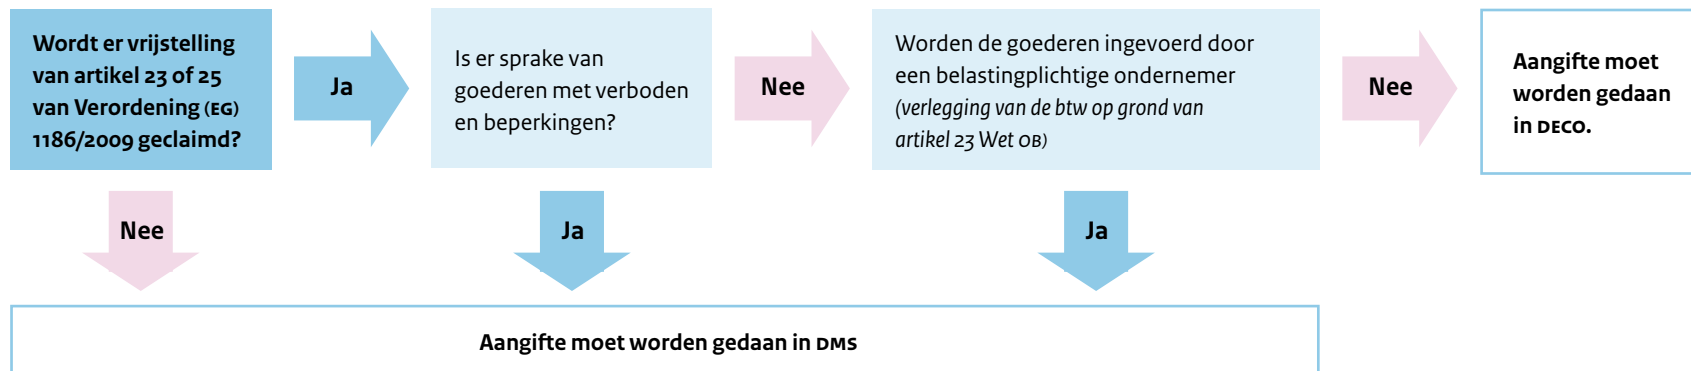 Wordt er vrijstelling
van artikel 23 of 25
van Verordening (EG)
1186/2009 geclaimd?
Ja
Is er sprake van
goederen met verboden
en beperkingen?
Nee
Worden de goederen ingevoerd door
een belastingplichtige ondernemer
(verlegging van de btw op grond van
artikel 23 Wet OB)
Nee
Aangifte moet
worden gedaan
in DECO.
Nee
Ja
Ja
Aangifte moet worden gedaan in DMS